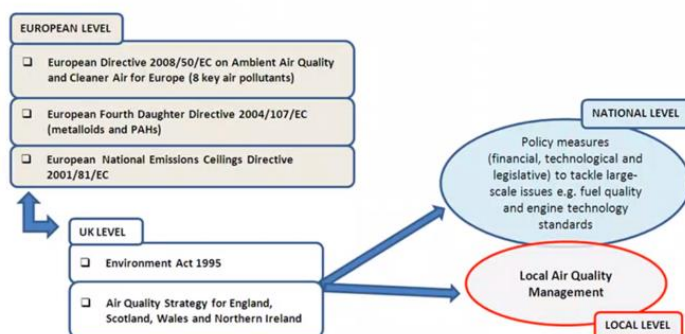 EUROPEAN LEVEL
❑ European Directive 2008/50/EC on Ambient Air Quality
and Cleaner Air for Europe (8 key air pollutants)
❑ European Fourth Daughter Directive 2004/107/EC
(metalloids and PAHs)
❑ European National Emissions Ceilings Directive
2001/81/EC
UK LEVEL
❑ Environment Act 1995
❑ Air Quality Strategy for England,
Scotland, Wales and Northern Ireland
NATIONAL LEVEL
Policy measures
(financial, technological and
legislative) to tackle large-
scale issues e.g. fuel quality
and engine technology
standards
Local Air Quality
Management
LOCAL LEVEL